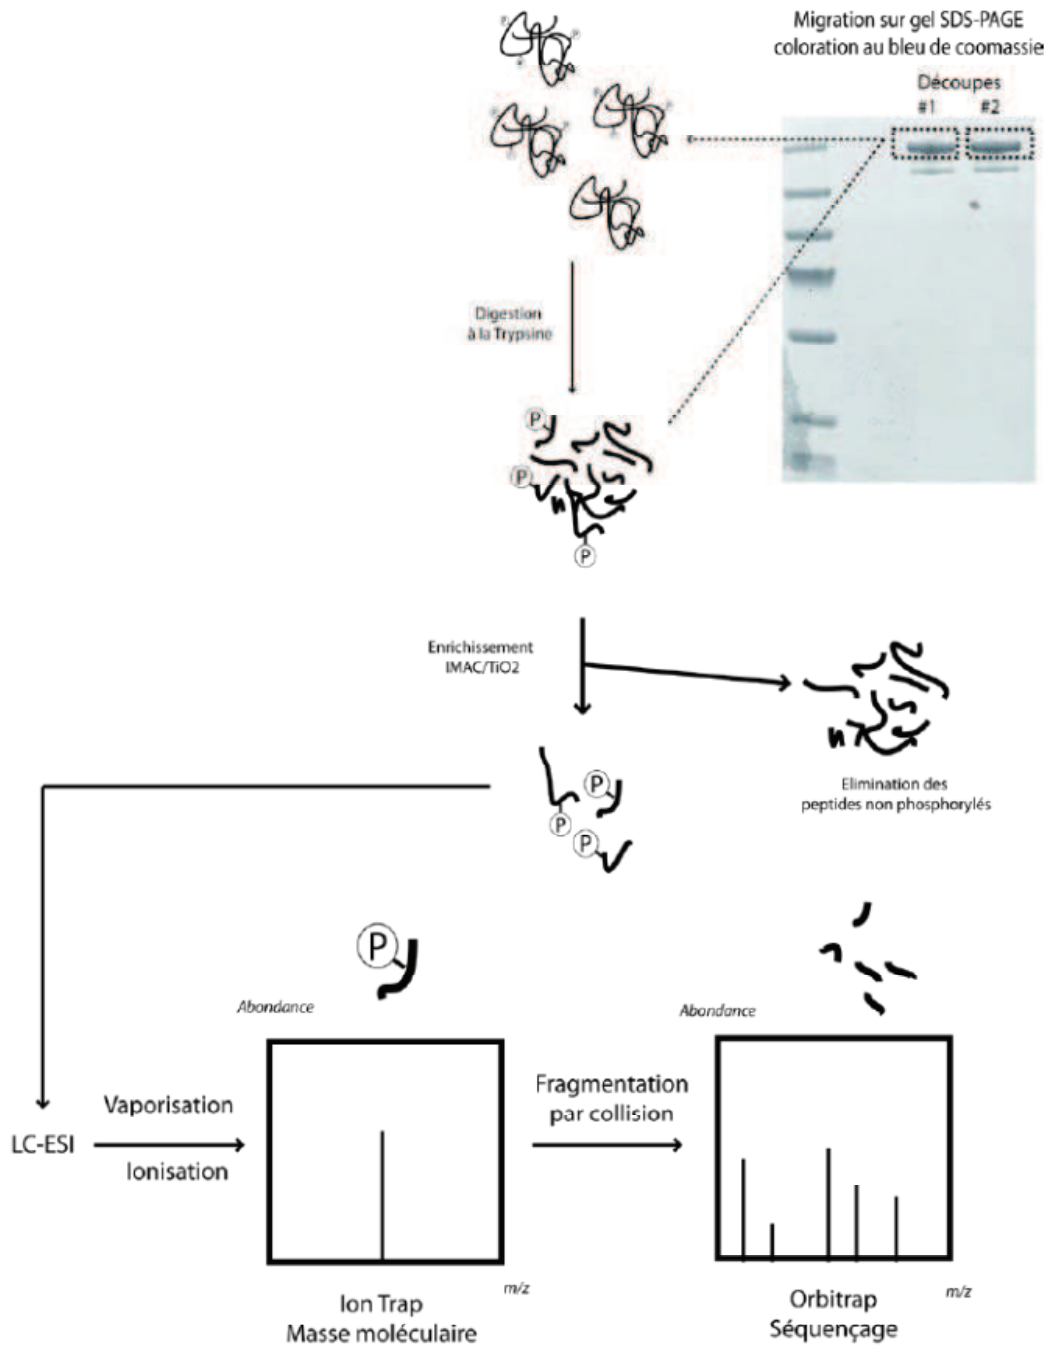 Migration sur gel SDS-PAGE
coloration au bleu de coomassie
Découpes
#1 #2
Digestion
à la Trypsine
P
P
P
Enrichissement
IMAC/TiO2
P
P
P
Elimination des
peptides non phosphorylés
P
Abondance
Abondance
Vaporisation
LC-ESI
Ionisation
Fragmentation
par collision
m/z
m/z
Ion Trap
Masse moléculaire
Orbitrap
Séquençage